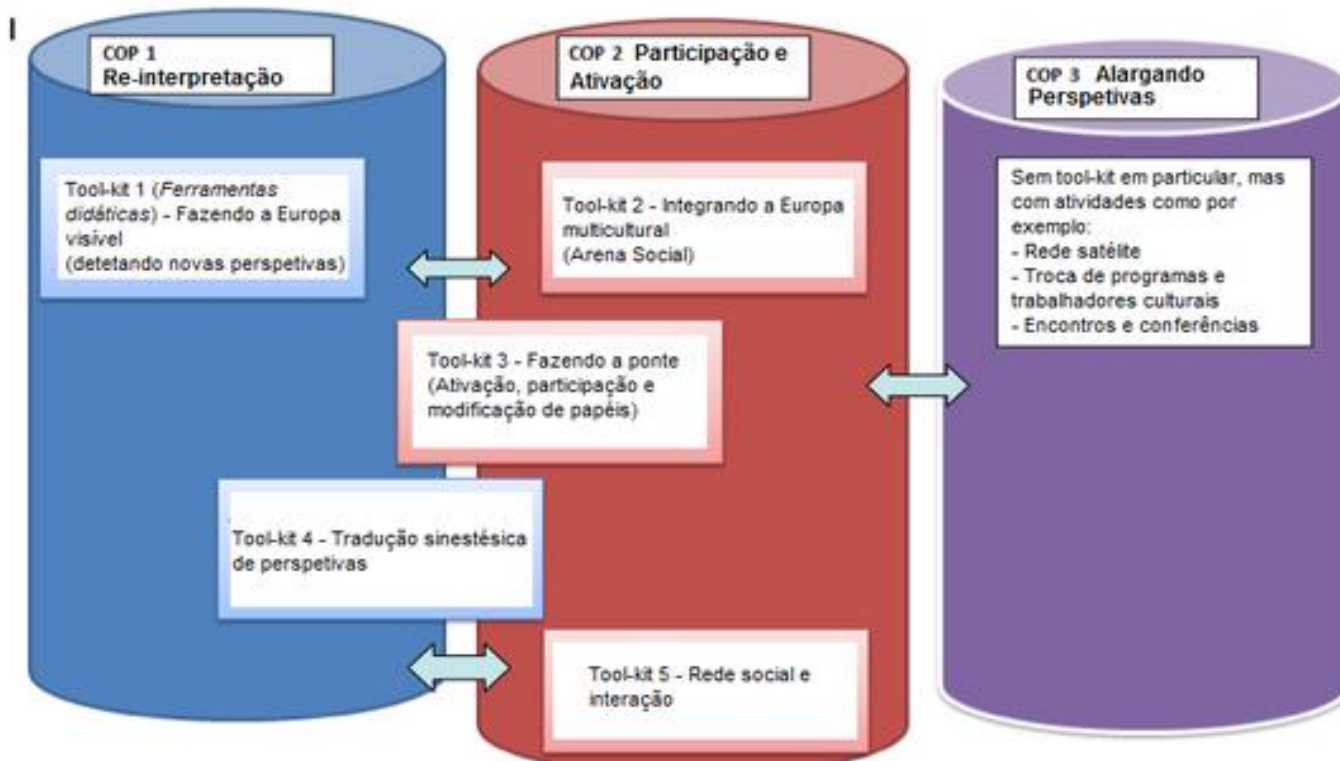 COP 1
Re-interpretação
COP 2 Participação e
Ativação
COP 3 Alargando
Perspetivas
Tool-kit 1 (Ferramentas
didáticas) - Fazendo a Europa
visível
(detetando novas perspetivas)
Tool-kit 2 - Integrando a Europa
multicultural
(Arena Social)
Sem tool-kit em particular, mas
com atividades como por
exemplo:
- Rede satélite
- Troca de programas e
trabalhadores culturais
- Encontros e conferências
Tool-kit 3 - Fazendo a ponte
(Ativação, participação e
modificação de papéis)
Tool-kit 4 - Tradução sinestésica
de perspetivas
Tool-kit 5 - Rede social e
interação